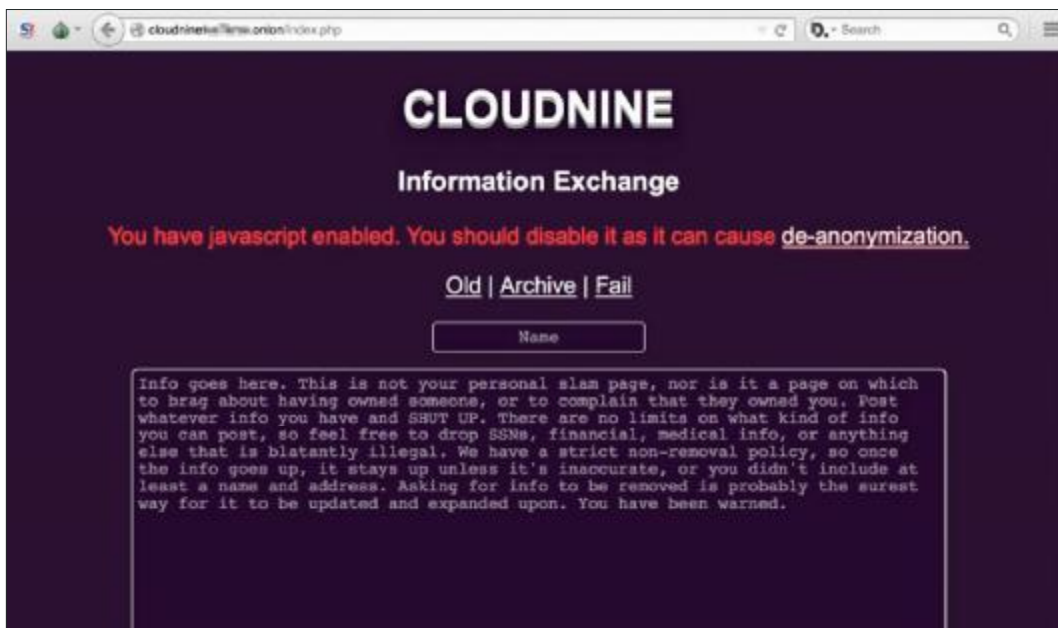 cloudnine .onion/index.php
Search
CLOUDNINE
Information Exchange
You have javascript enabled. You should disable it as it can cause de-anonymization.
Old | Archive | Fail
Name
Info goes here. This is not your personal slam page, nor is it a page on which
to brag about having owned someone, or to complain that they owned you. Post
whatever info you have and SHUT UP. There are no limits on what kind of info
you can post, so feel free to drop SSNs, financial, medical info, or anything
else that is blatantly illegal. We have a strict non-removal policy, so once
the info goes up, it stays up unless it's inaccurate, or you didn't include at
least a name and address. Asking for info to be removed is probably the surest
way for it to be updated and expanded upon. You have been warned.